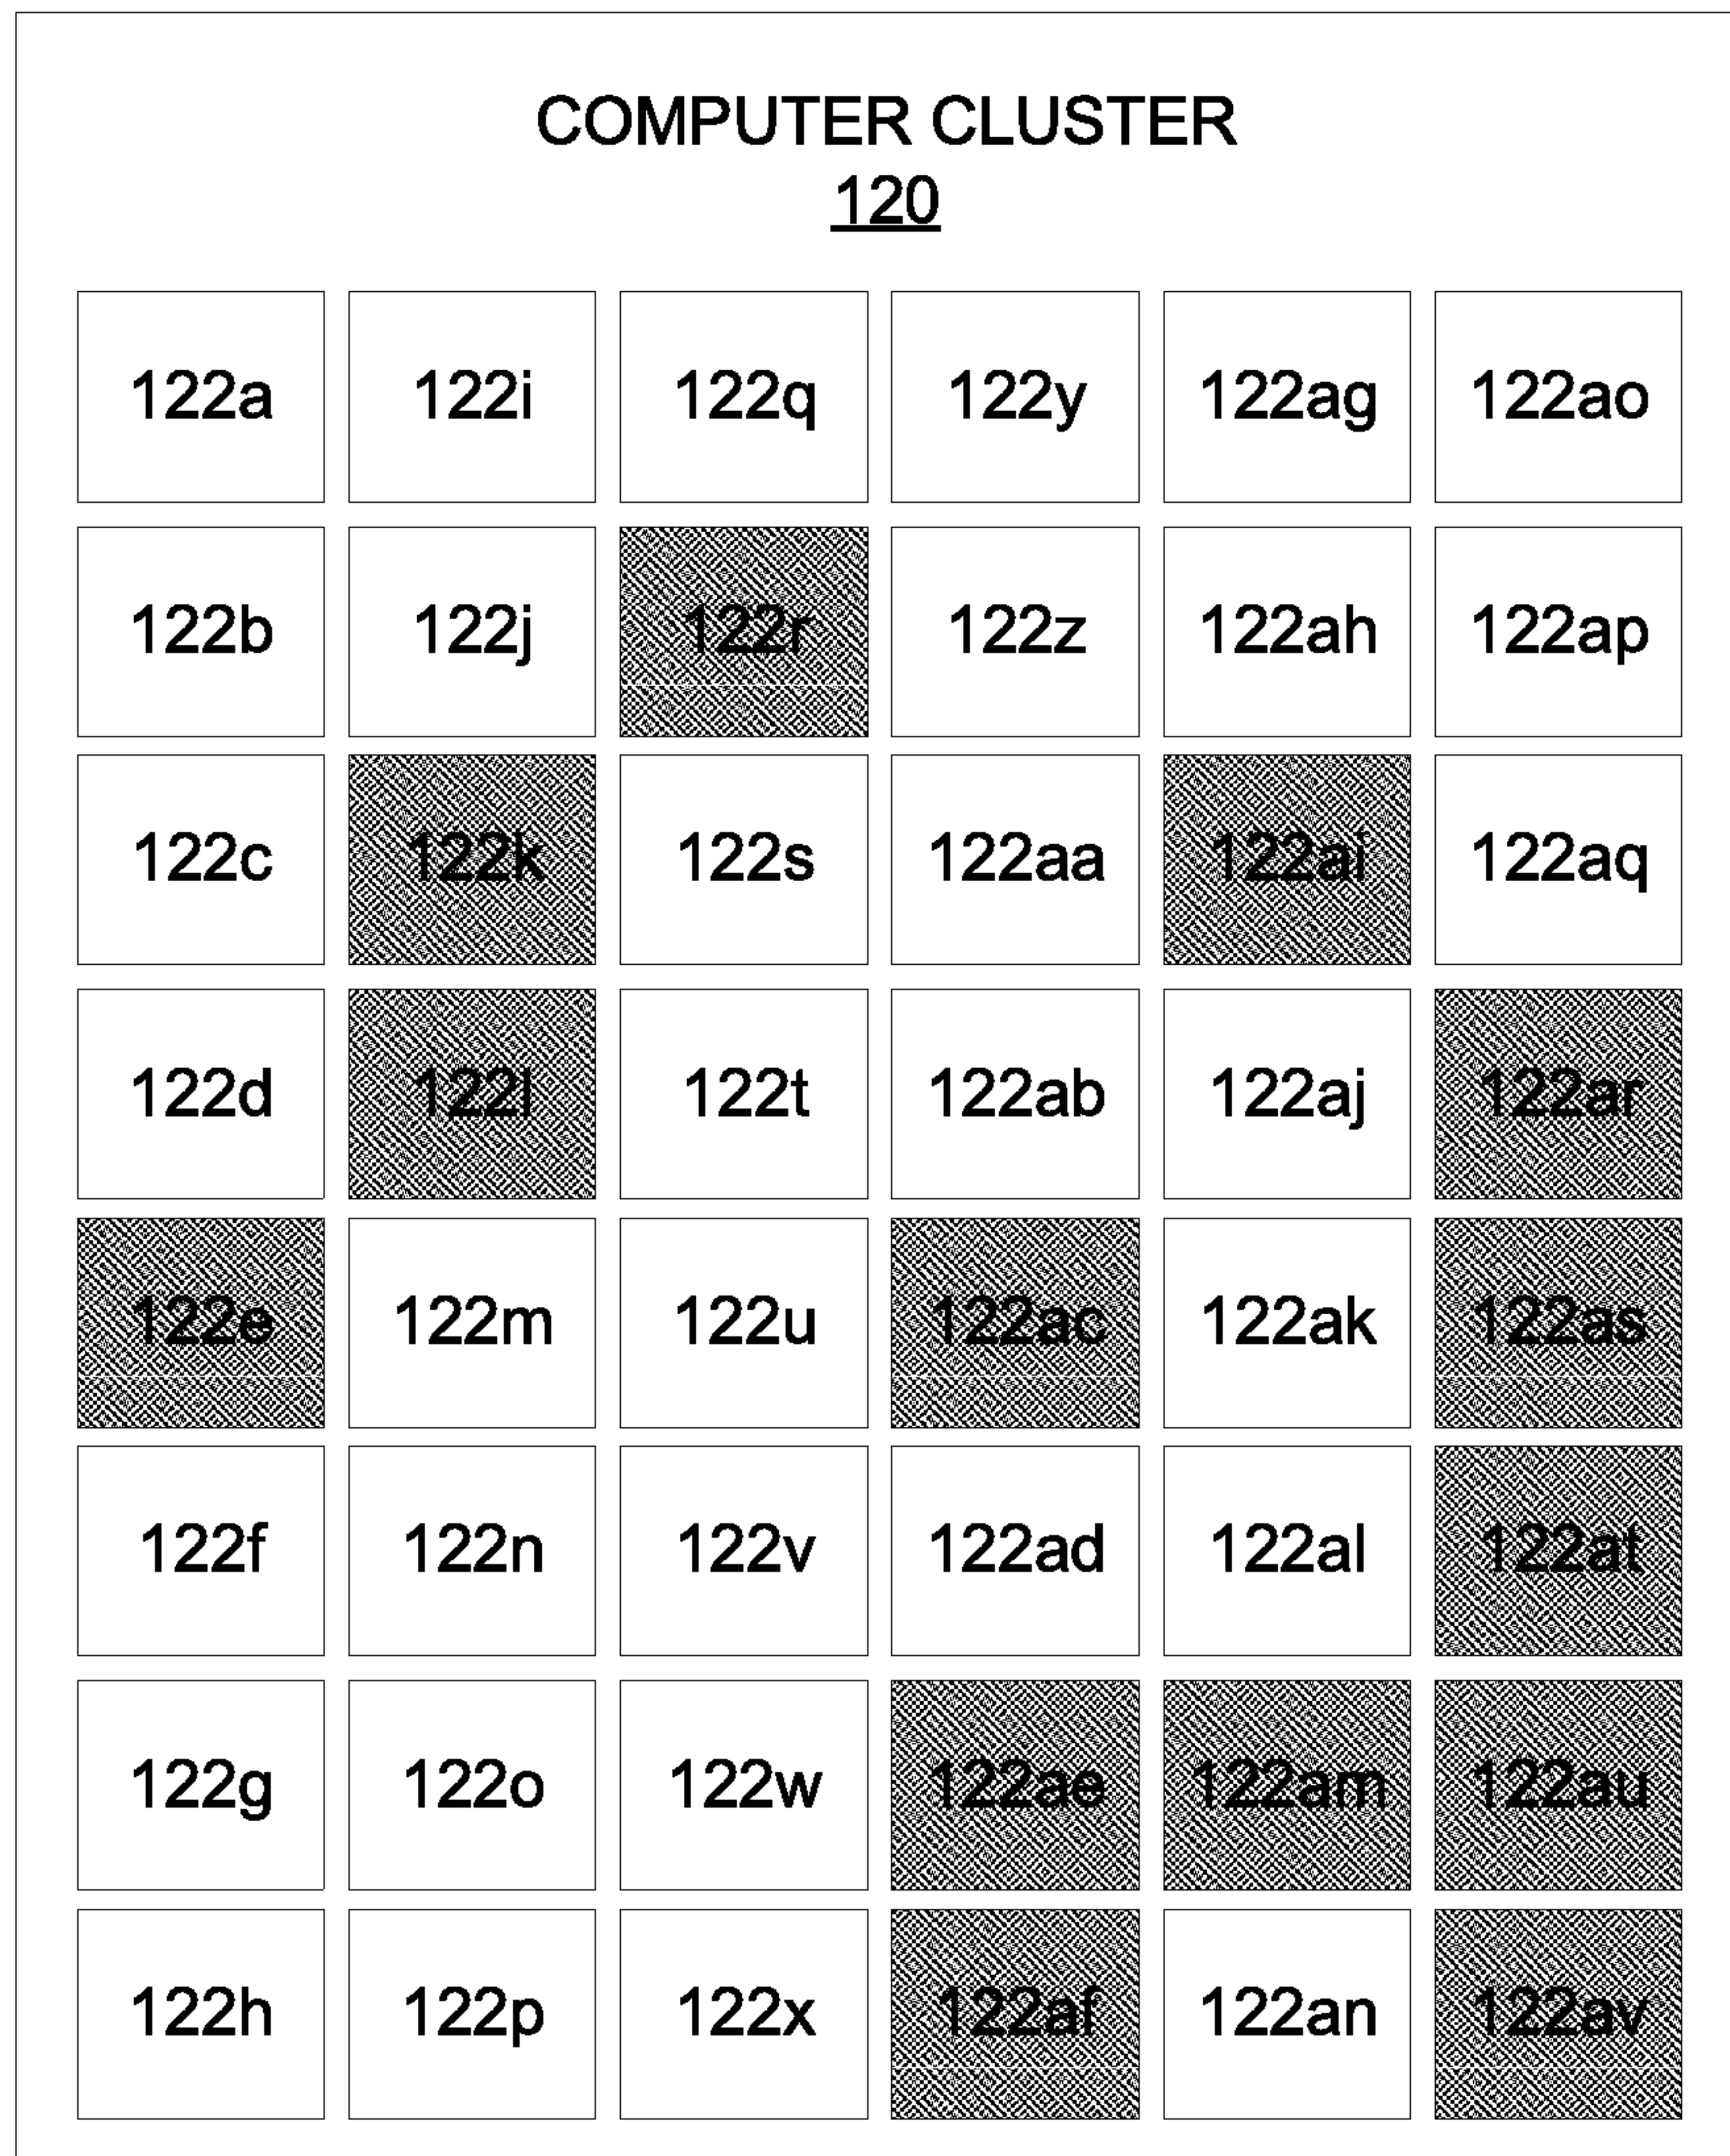 COMPUTER CLUSTER
120
122a 122i 122q 122y 122ag 122ao
122b 122j 122r 122z 122ah 122ap
122c 122k 122s 122aa 122ai 122aq
122d 122l 122t 122ab 122aj 122ar
122e 122m 122u 122ac 122ak 122as
122f 122n 122v 122ad 122al 122at
122g 122o 122w 122ae 122am 122au
122h 122p 122x 122af 122an 122av